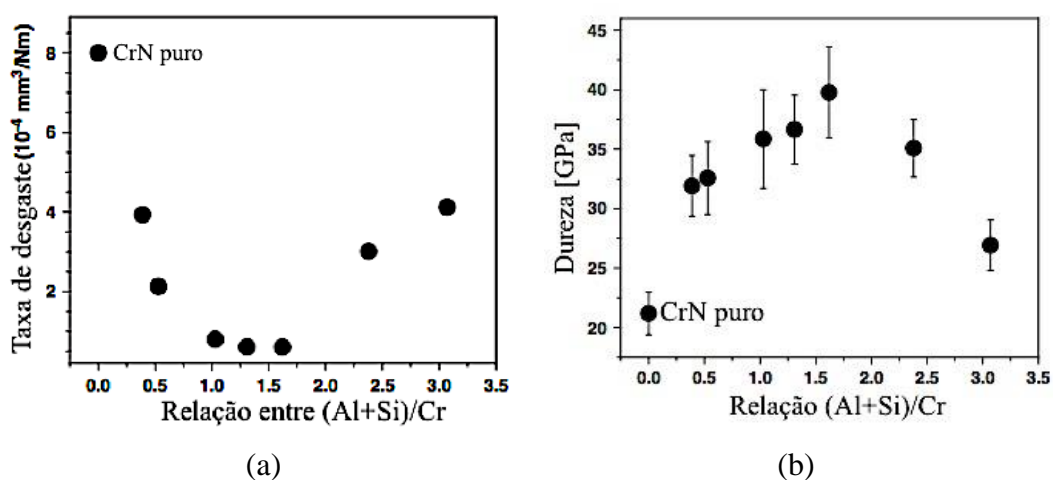 Taxa de desgaste (10⁻⁴ mm³/Nm)
8
6
4
2
CrN puro
0.0 0.5 1.0 1.5 2.0 2.5 3.0 3.5
Relação entre (Al+Si)/Cr
(a)
Dureza [GPa]
45
40
35
30
25
20
CrN puro
0.0 0.5 1.0 1.5 2.0 2.5 3.0 3.5
Relação (Al+Si)/Cr
(b)